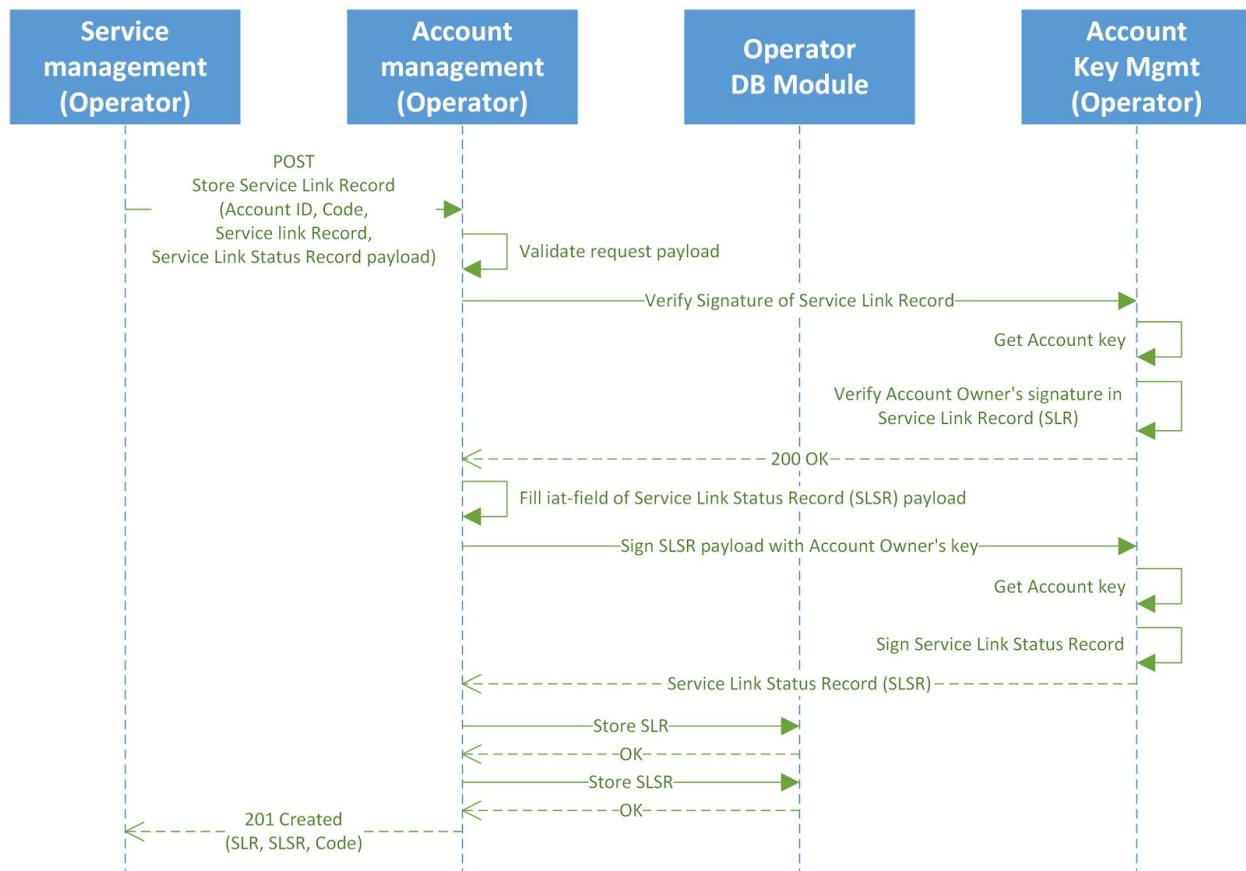 Service
management
(Operator)
Account
management
(Operator)
Operator
DB Module
Account
Key Mgmt
(Operator)
POST
Store Service Link Record
(Account ID, Code,
Service link Record,
Service Link Status Record payload)
Validate request payload
Verify Signature of Service Link Record
Get Account key
Verify Account Owner's signature in
Service Link Record (SLR)
200 OK
Fill iat-field of Service Link Status Record (SLSR) payload
Sign SLSR payload with Account Owner's key
Get Account key
Sign Service Link Status Record
Service Link Status Record (SLSR)
Store SLR
OK
Store SLSR
OK
201 Created
(SLR, SLSR, Code)